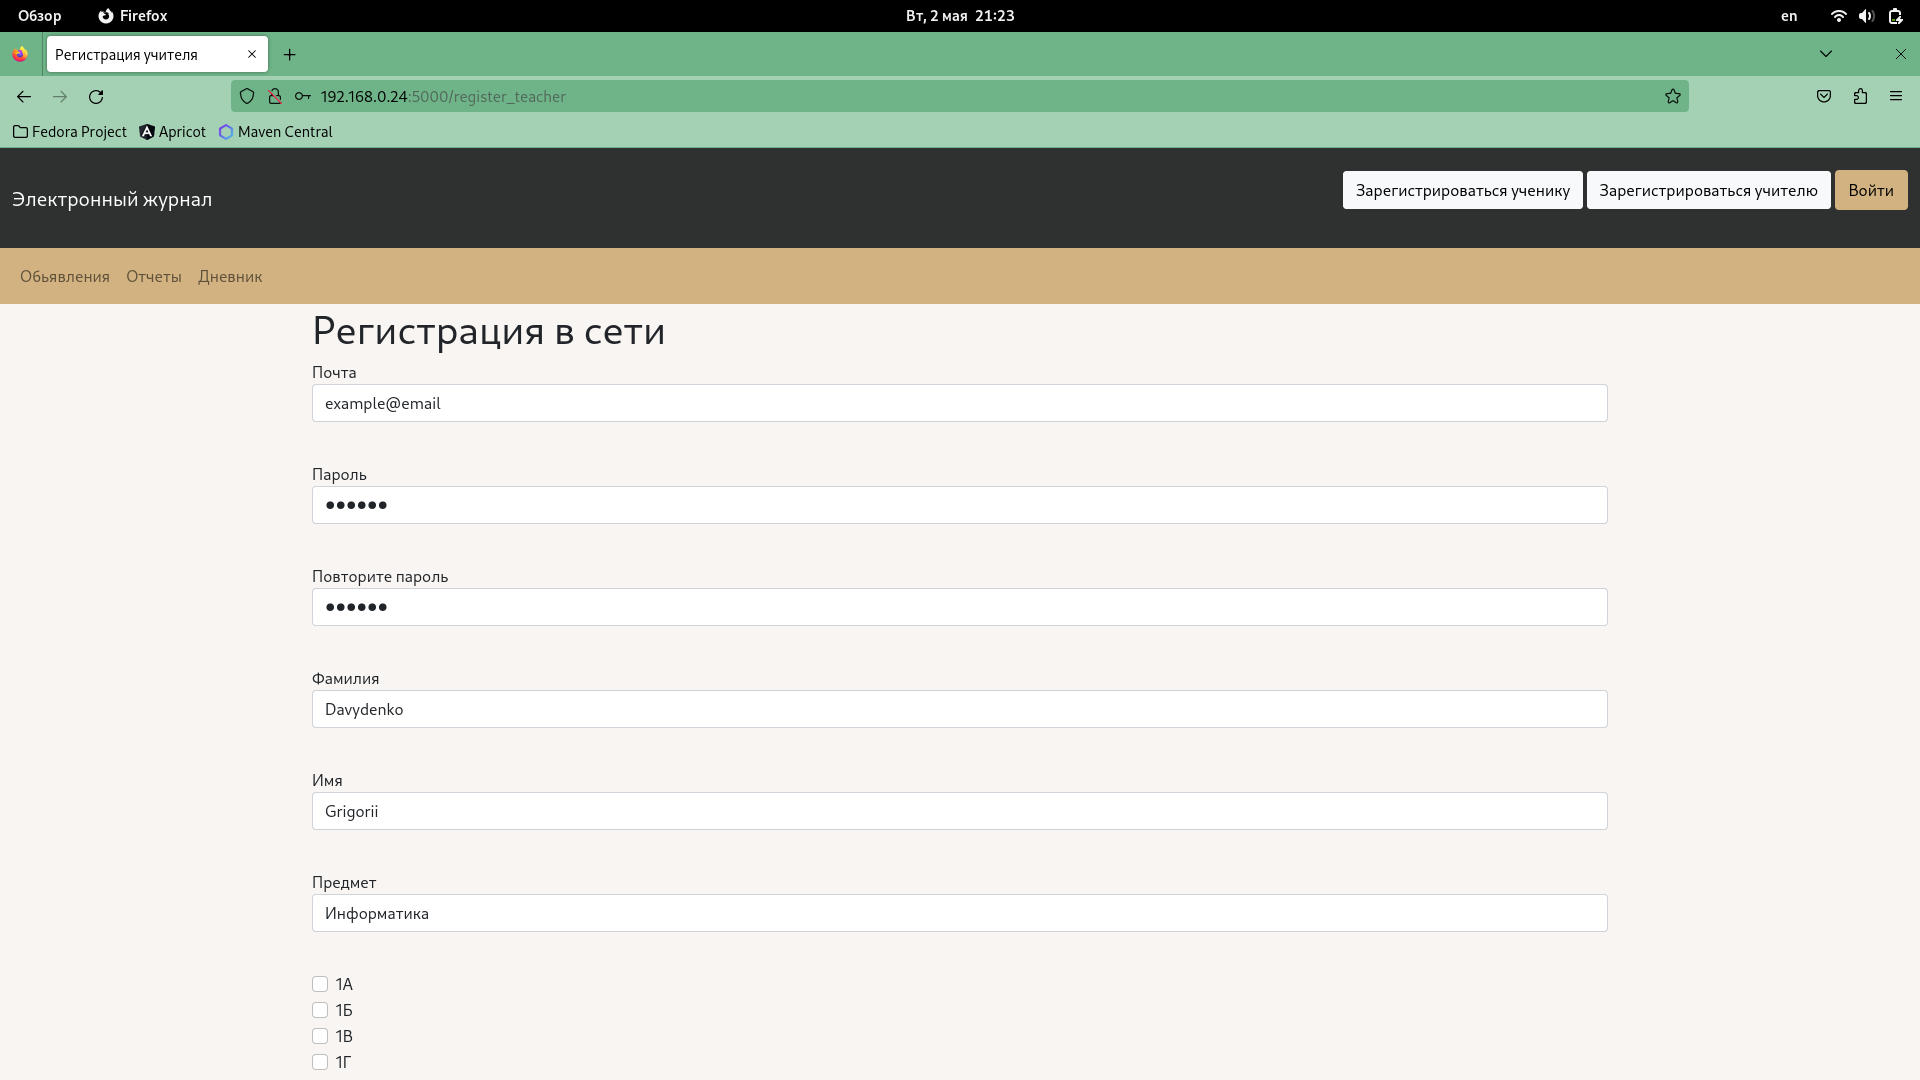 Обзор Firefox Вт, 2 мая 21:23 en
Регистрация учителя
192.168.0.24:5000/register_teacher
Fedora Project Apricot Maven Central
Электронный журнал Зарегистрироваться ученику Зарегистрироваться учителю Войти
Обьявления Отчеты Дневник
Регистрация в сети
Почта
example@email
Пароль
●●●●●●
Повторите пароль
●●●●●●
Фамилия
Davydenko
Имя
Grigorii
Предмет
Информатика
1А
1Б
1В
1Г